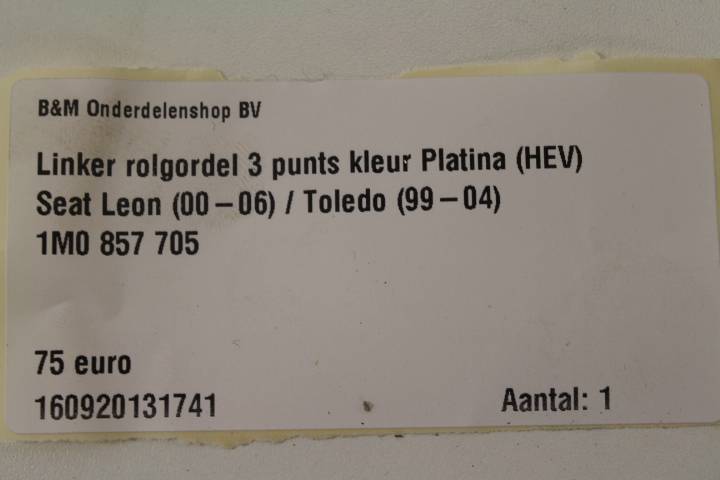 B&M Onderdelenshop BV
Linker rolgordel 3 punts kleur Platina (HEV)
Seat Leon (00-06) / Toledo (99-04)
1M0 857 705
75 euro
160920131741
Aantal: 1